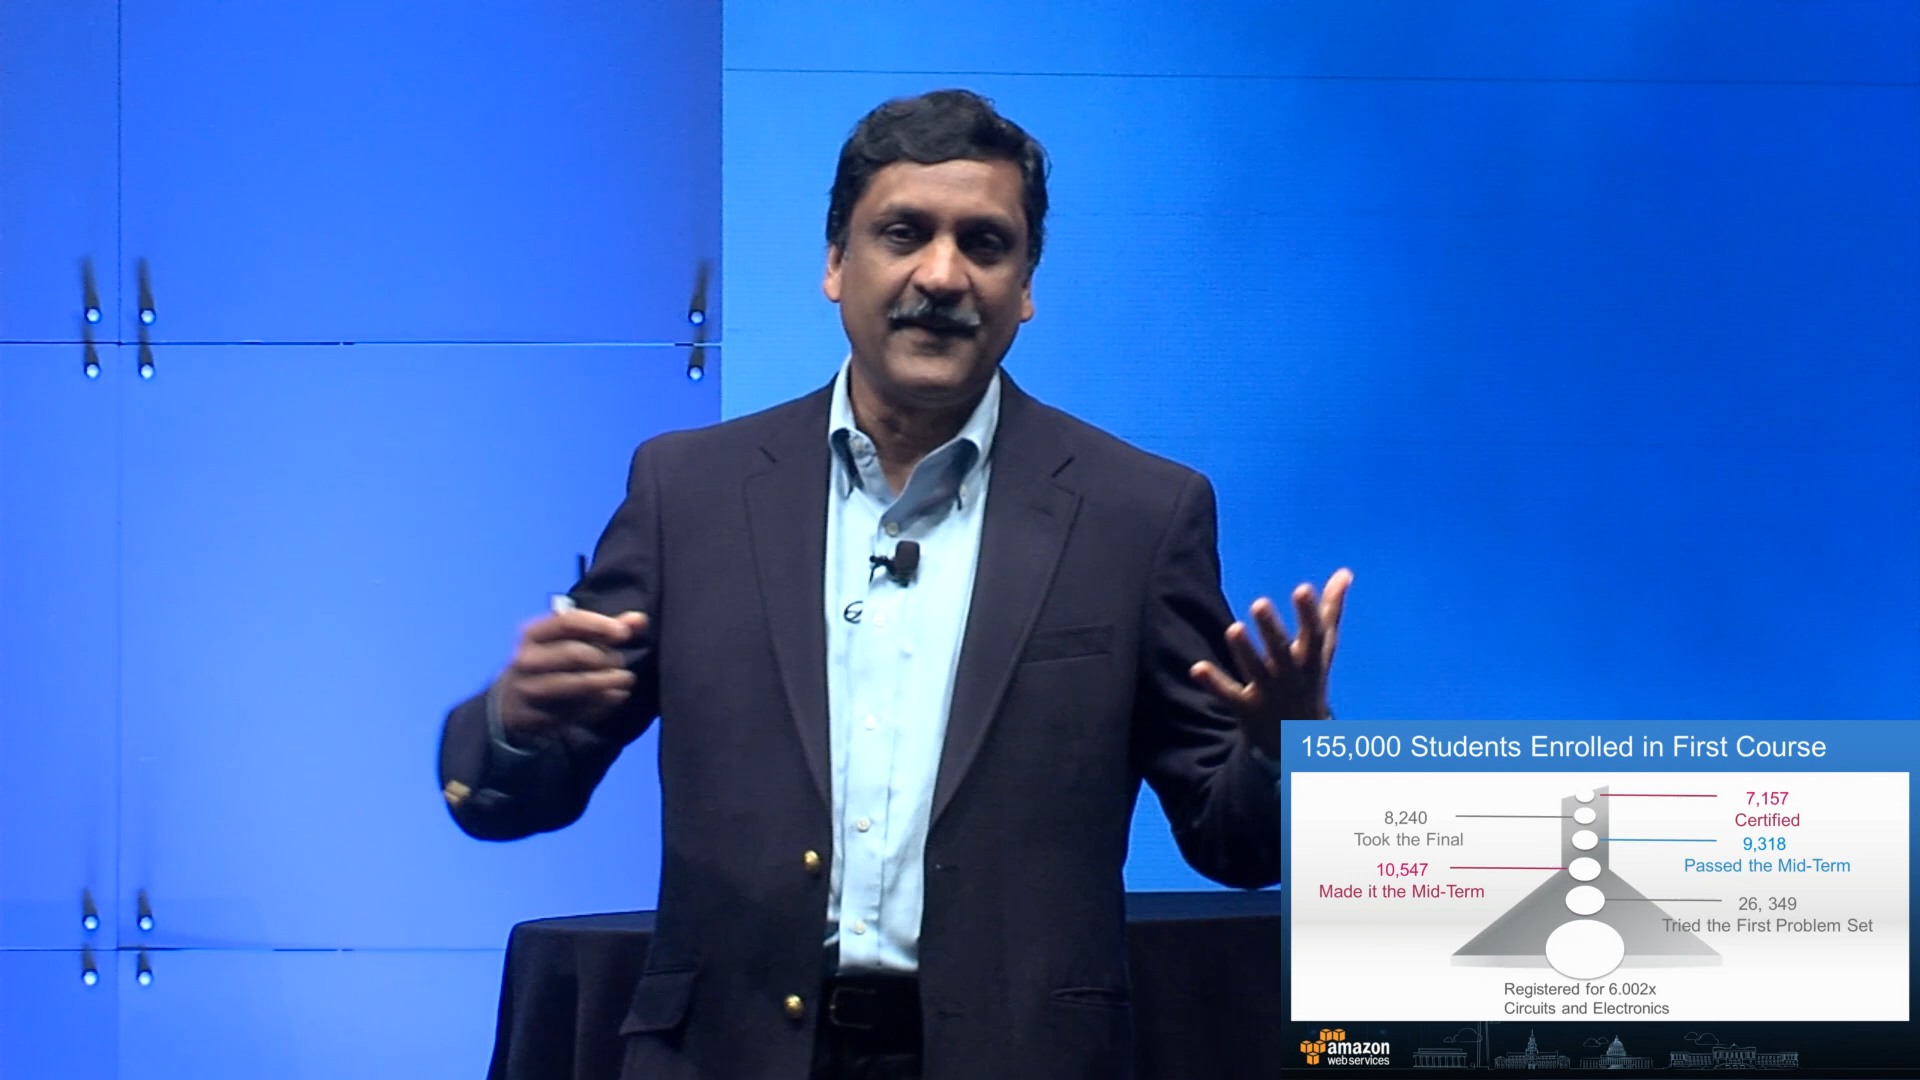 155,000 Students Enrolled in First Course
7,157
Certified
8,240
Took the Final
9,318
Passed the Mid-Term
10,547
Made it the Mid-Term
26, 349
Tried the First Problem Set
Registered for 6.002x
Circuits and Electronics
amazon
web services